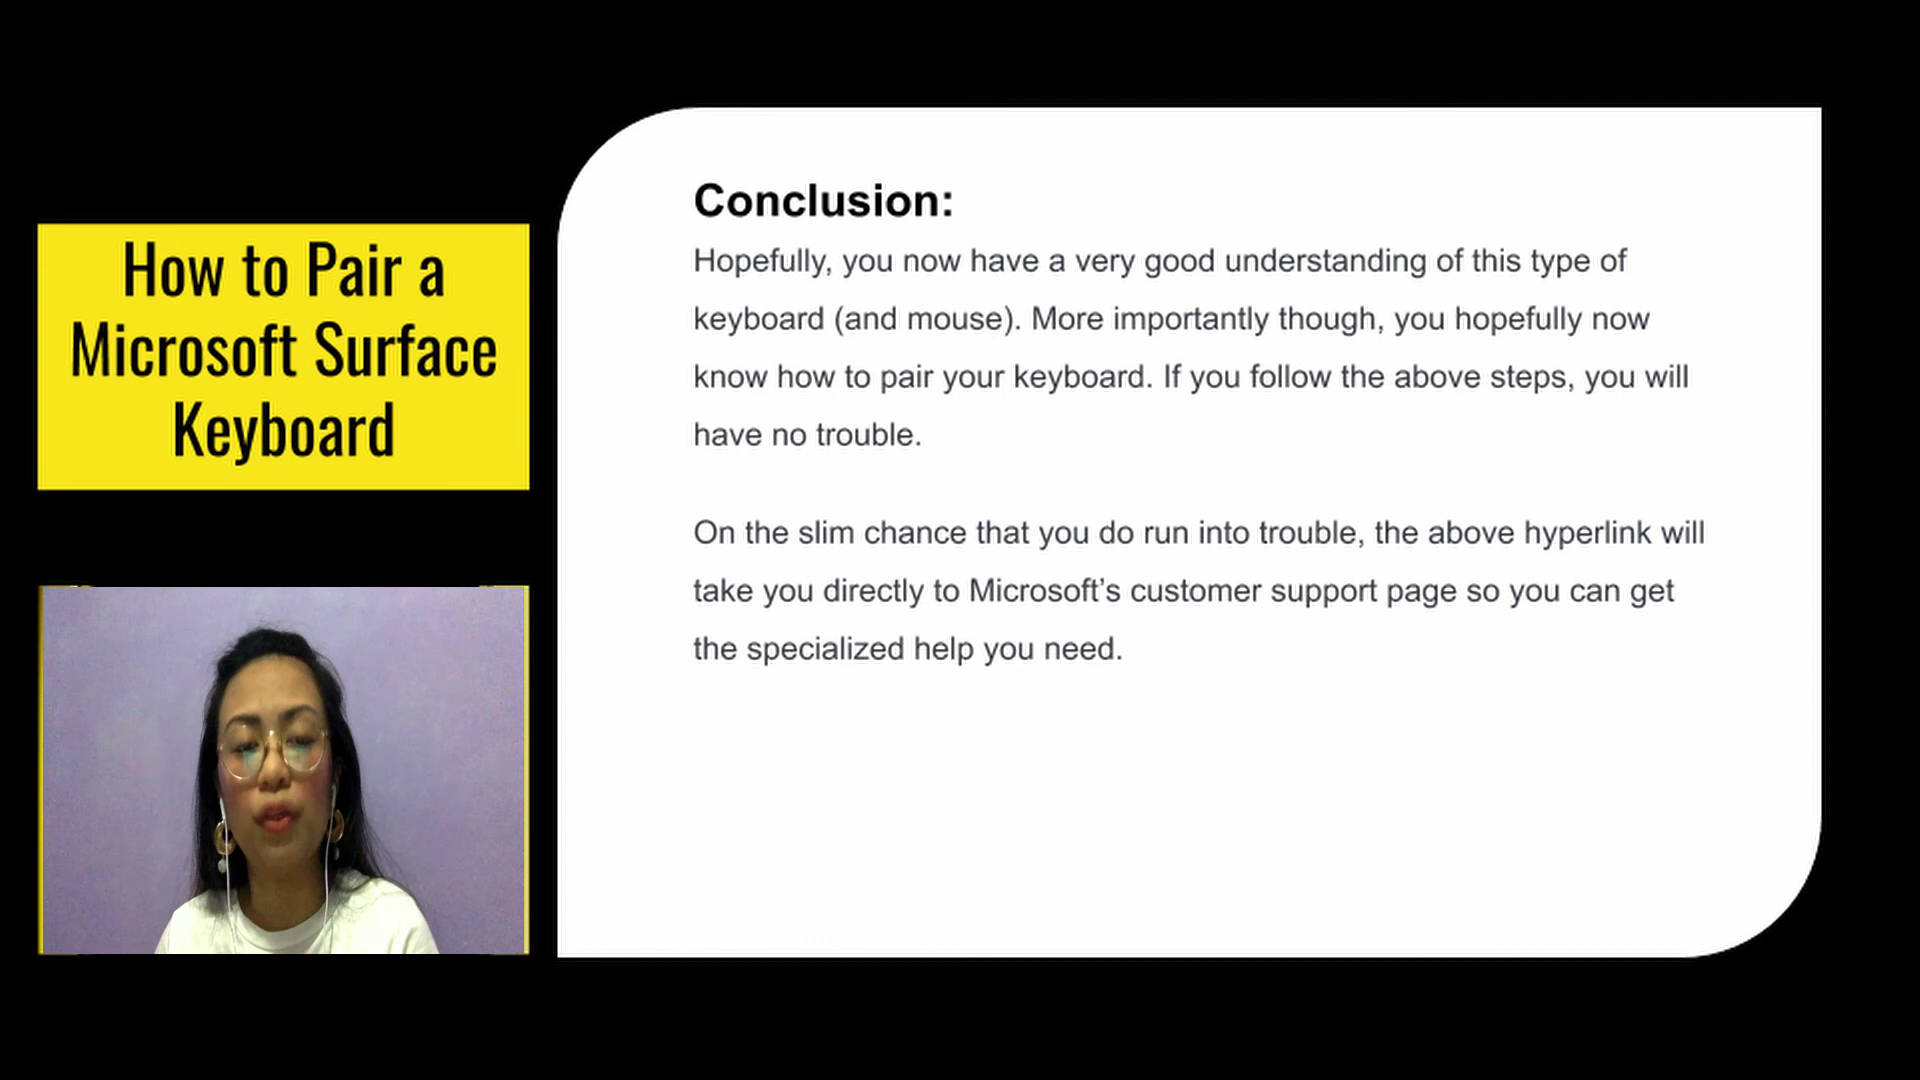 How to Pair a
Microsoft Surface
Keyboard
Conclusion:
Hopefully, you now have a very good understanding of this type of
keyboard (and mouse). More importantly though, you hopefully now
know how to pair your keyboard. If you follow the above steps, you will
have no trouble.
On the slim chance that you do run into trouble, the above hyperlink will
take you directly to Microsoft’s customer support page so you can get
the specialized help you need.